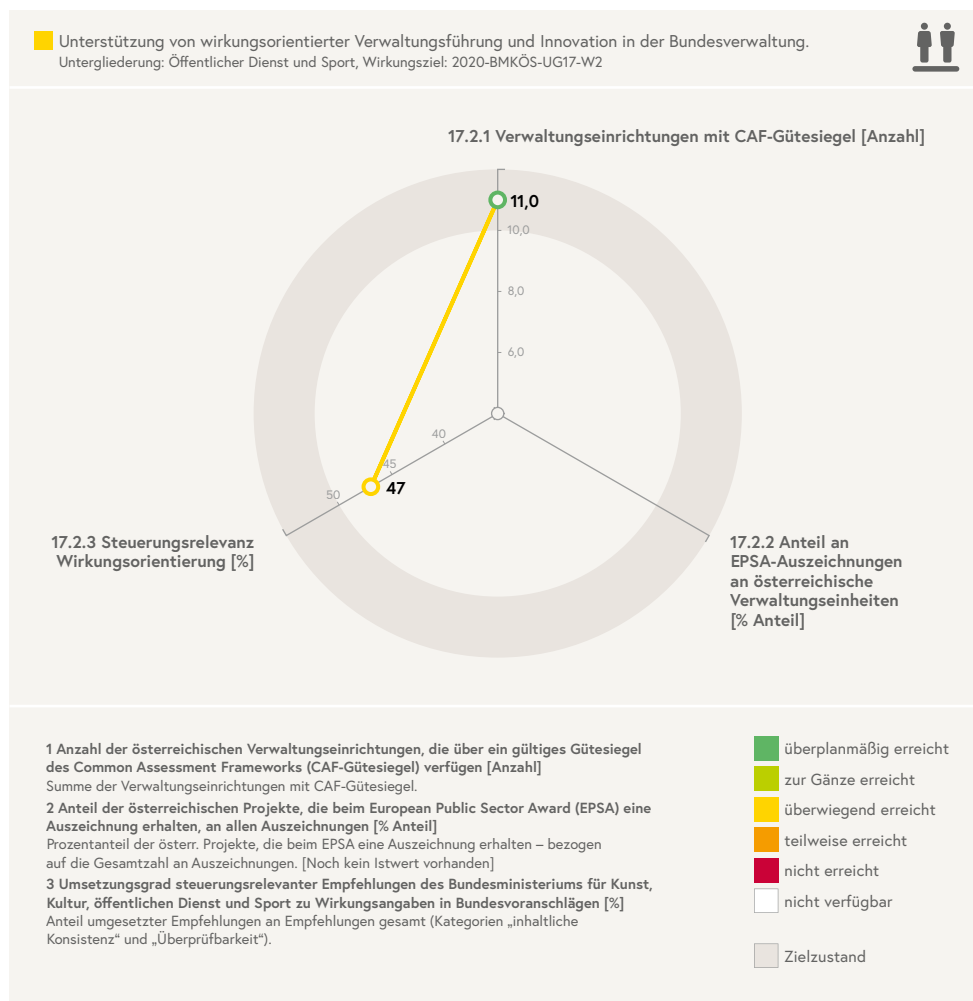 Unterstützung von wirkungsorientierter Verwaltungsführung und Innovation in der Bundesverwaltung.
Untergliederung: Öffentlicher Dienst und Sport, Wirkungsziel: 2020-BMKÖS-UG17-W2
17.2.1 Verwaltungseinrichtungen mit CAF-Gütesiegel [Anzahl]
11,0
10,0
8,0
6,0
40
45
47
50
17.2.3 Steuerungsrelevanz
Wirkungsorientierung [%]
17.2.2 Anteil an
EPSA-Auszeichnungen
an österreichische
Verwaltungseinheiten
[% Anteil]
1 Anzahl der österreichischen Verwaltungseinrichtungen, die über ein gültiges Gütesiegel
des Common Assessment Frameworks (CAF-Gütesiegel) verfügen [Anzahl]
Summe der Verwaltungseinrichtungen mit CAF-Gütesiegel.
2 Anteil der österreichischen Projekte, die beim European Public Sector Award (EPSA) eine
Auszeichnung erhalten, an allen Auszeichnungen [% Anteil]
Prozentanteil der österr. Projekte, die beim EPSA eine Auszeichnung erhalten – bezogen
auf die Gesamtzahl an Auszeichnungen. [Noch kein Istwert vorhanden]
3 Umsetzungsgrad steuerungsrelevanter Empfehlungen des Bundesministeriums für Kunst,
Kultur, öffentlichen Dienst und Sport zu Wirkungsangaben in Bundesvoranschlägen [%]
Anteil umgesetzter Empfehlungen an Empfehlungen gesamt (Kategorien „inhaltliche
Konsistenz“ und „Überprüfbarkeit“).
überplanmäßig erreicht
zur Gänze erreicht
überwiegend erreicht
teilweise erreicht
nicht erreicht
nicht verfügbar
Zielzustand